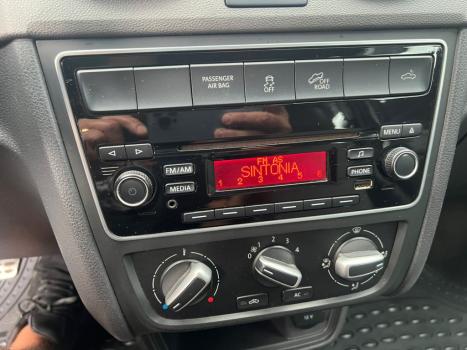 PASSENGER
AIR BAG
OFF
OFF
ROAD
MENU
FM AS
SINTONIA
1 2 3 4 5 6
FM/AM
MEDIA
PHONE
0 1 2 3 4
AC
12V